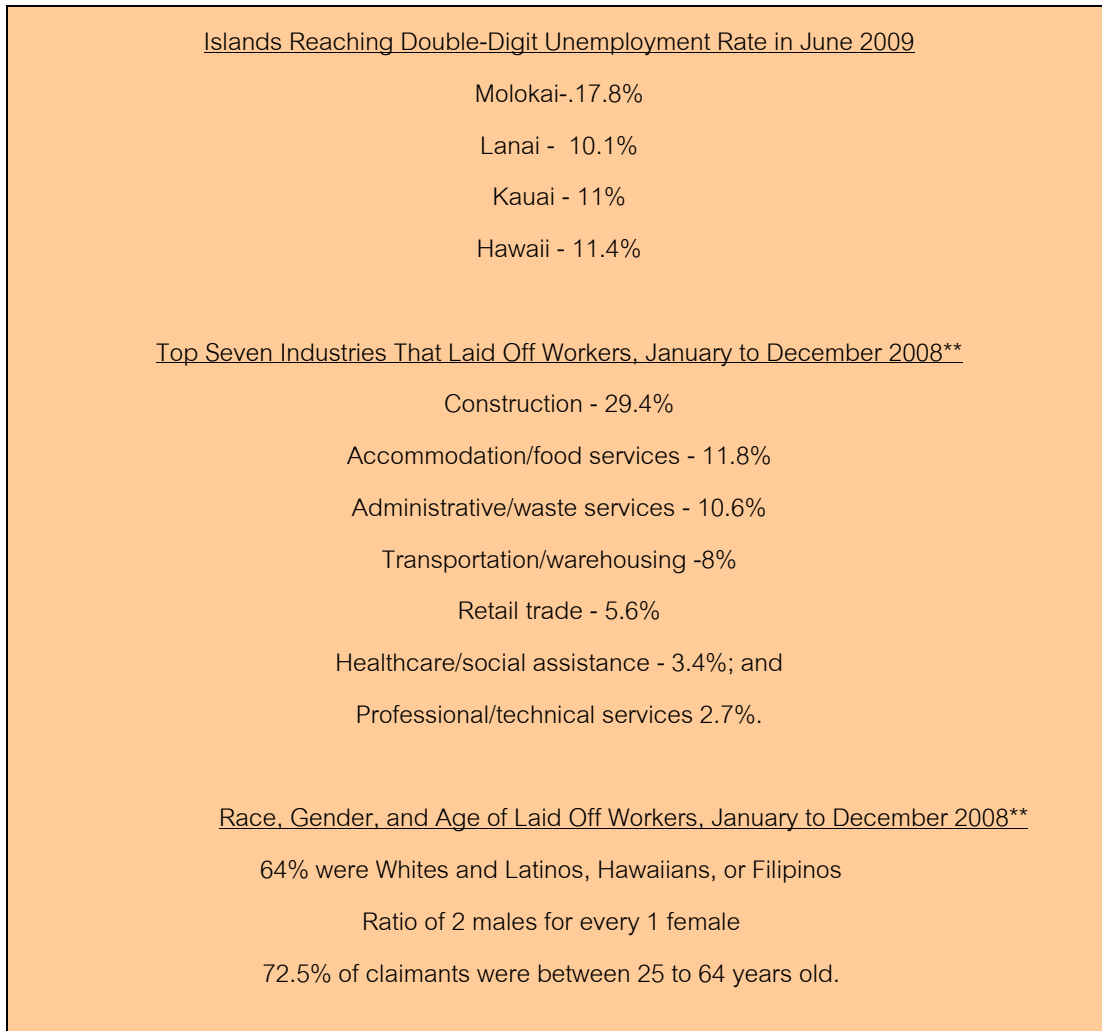 Islands Reaching Double-Digit Unemployment Rate in June 2009
Molokai-.17.8%
Lanai -  10.1%
Kauai - 11%
Hawaii - 11.4%
Top Seven Industries That Laid Off Workers, January to December 2008**
Construction - 29.4%
Accommodation/food services - 11.8%
Administrative/waste services - 10.6%
Transportation/warehousing -8%
Retail trade - 5.6%
Healthcare/social assistance - 3.4%; and
Professional/technical services 2.7%.
Race, Gender, and Age of Laid Off Workers, January to December 2008**
64% were Whites and Latinos, Hawaiians, or Filipinos
Ratio of 2 males for every 1 female
72.5% of claimants were between 25 to 64 years old.